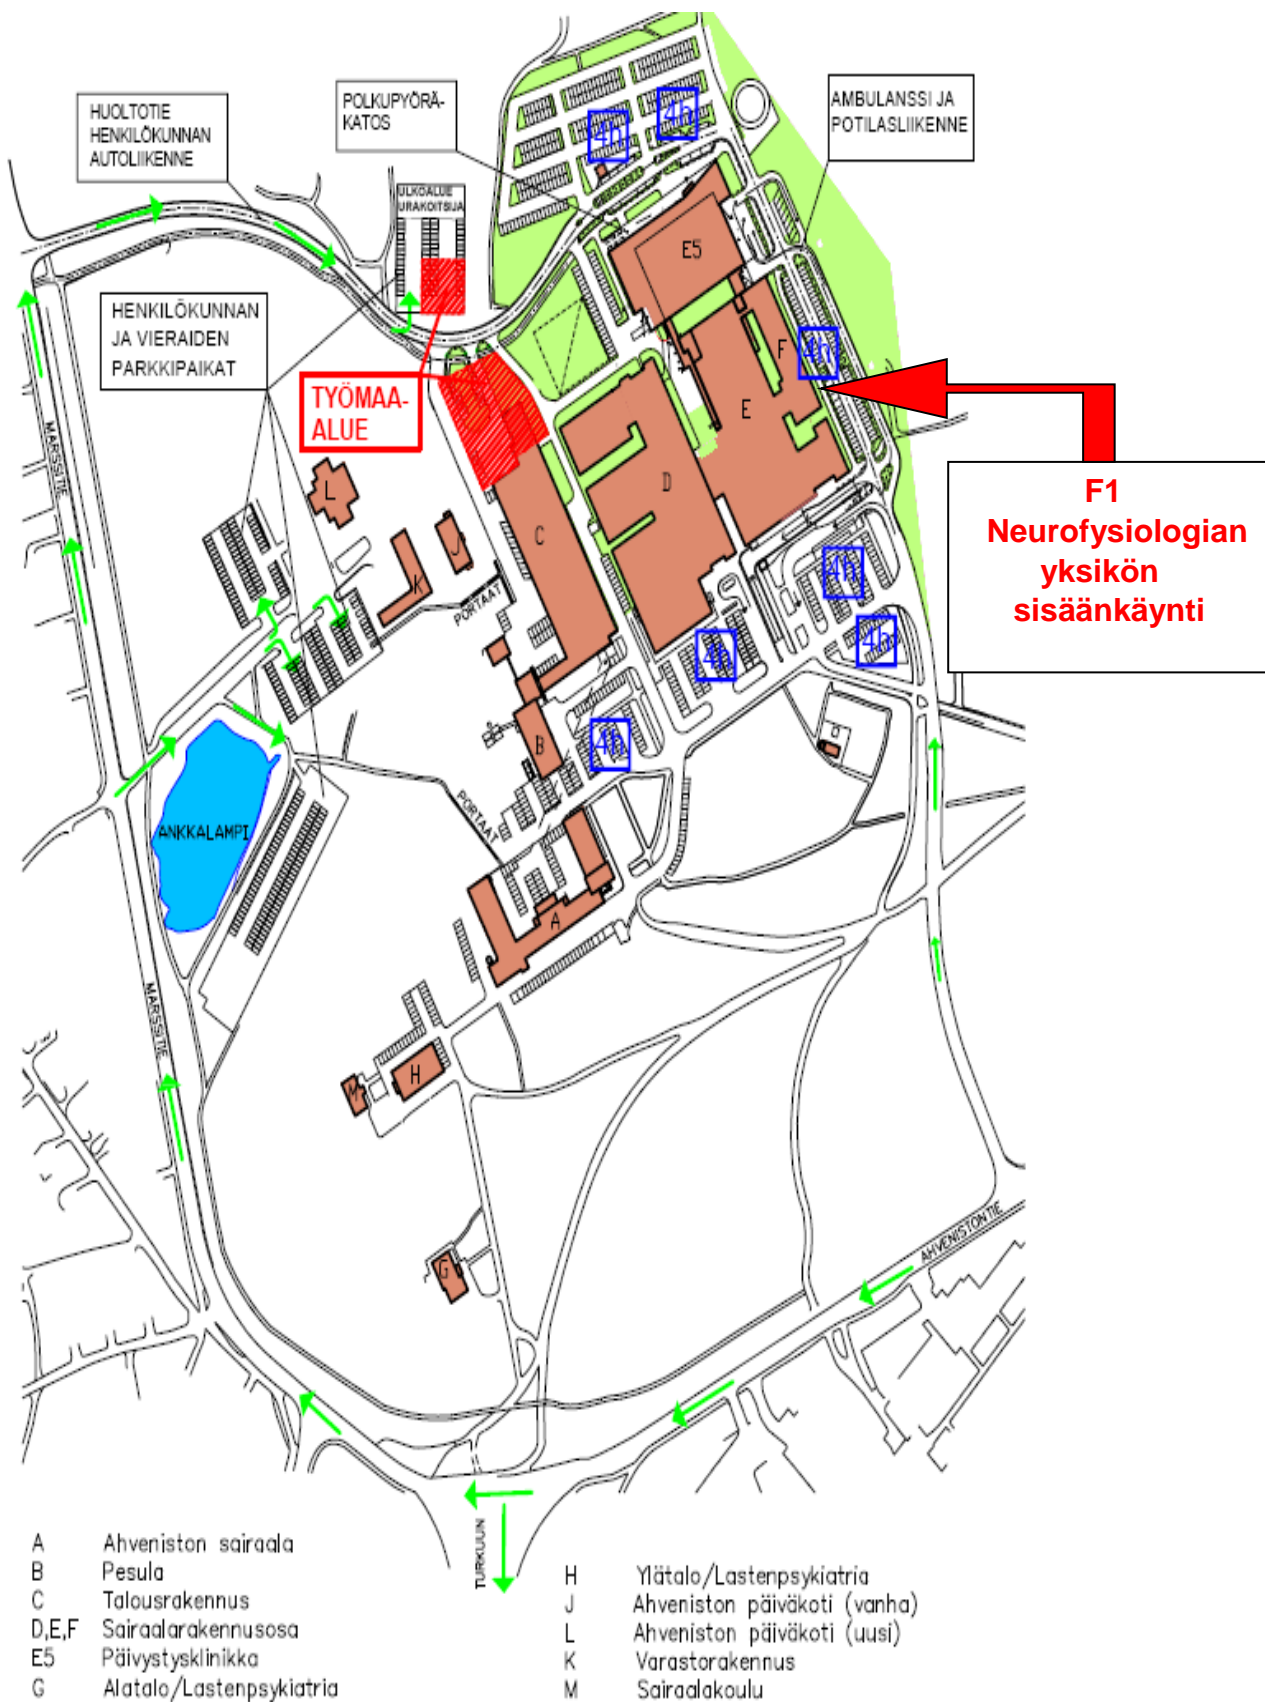 HUOLTOTIE
HENKILÖKUNNAN
AUTOLIIKENNE
POLKUPYÖRÄ-
KATOS
AMBULANSSI JA
POTILASLIIKENNE
4h
4h
ULKOALUE
URAKOITSIJA
E5
HENKILÖKUNNAN
JA VIERAIDEN
PARKKIPAIKAT
TYÖMAA-
ALUE
F
4h
E
F1
Neurofysiologian
yksikön
sisäänkäynti
MARSSITIE
L
J
K
C
D
PORTAAT
4h
4h
4h
4h
B
PORTAAT
ANKKALAMPI
A
MARSSITIE
H
M
G
AHVENISTONTIE
TURKUUN
A Ahveniston sairaala
B Pesula
C Talousrakennus
D,E,F Sairaalarakennusosa
E5 Päivystysklinikka
G Alatalo/Lastenpsykiatria
H Ylätalo/Lastenpsykiatria
J Ahveniston päiväkoti (vanha)
L Ahveniston päiväkoti (uusi)
K Varastorakennus
M Sairaalakoulu